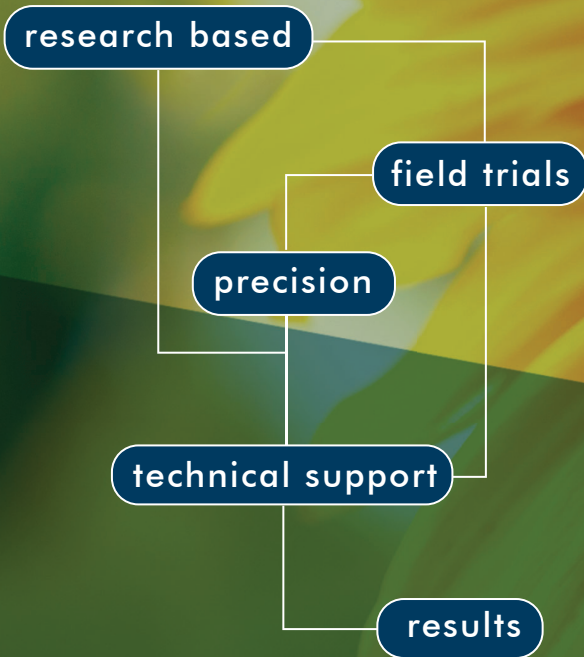 research based
field trials
precision
technical support
results